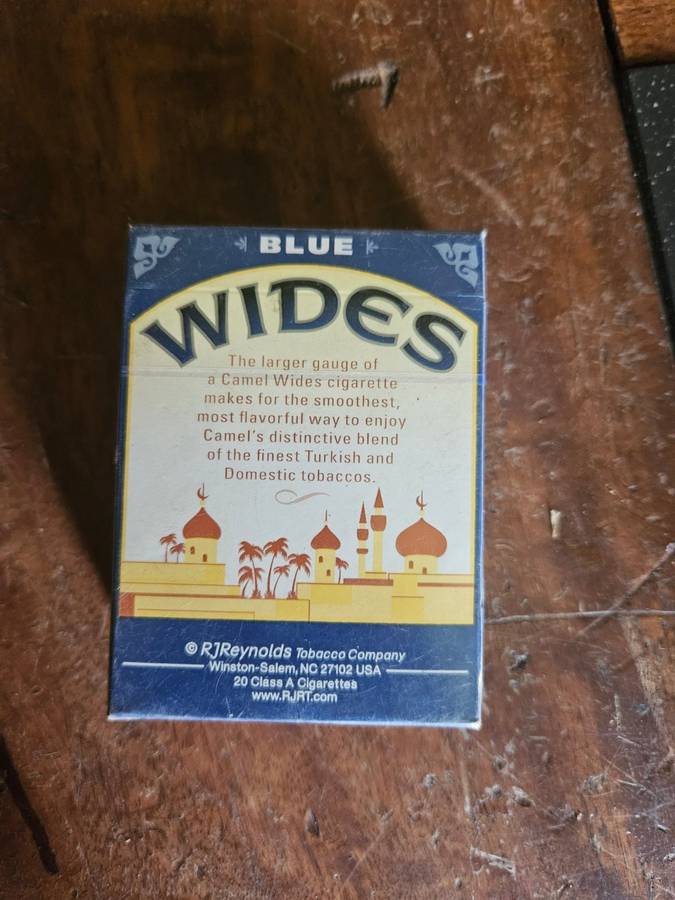 BLUE
WIDES
The larger gauge of
a Camel Wides cigarette
makes for the smoothest,
most flavorful way to enjoy
Camel's distinctive blend
of the finest Turkish and
Domestic tobaccos.
© RJReynolds Tobacco Company
Winston-Salem, NC 27102 USA
20 Class A Cigarettes
www.RJRT.com